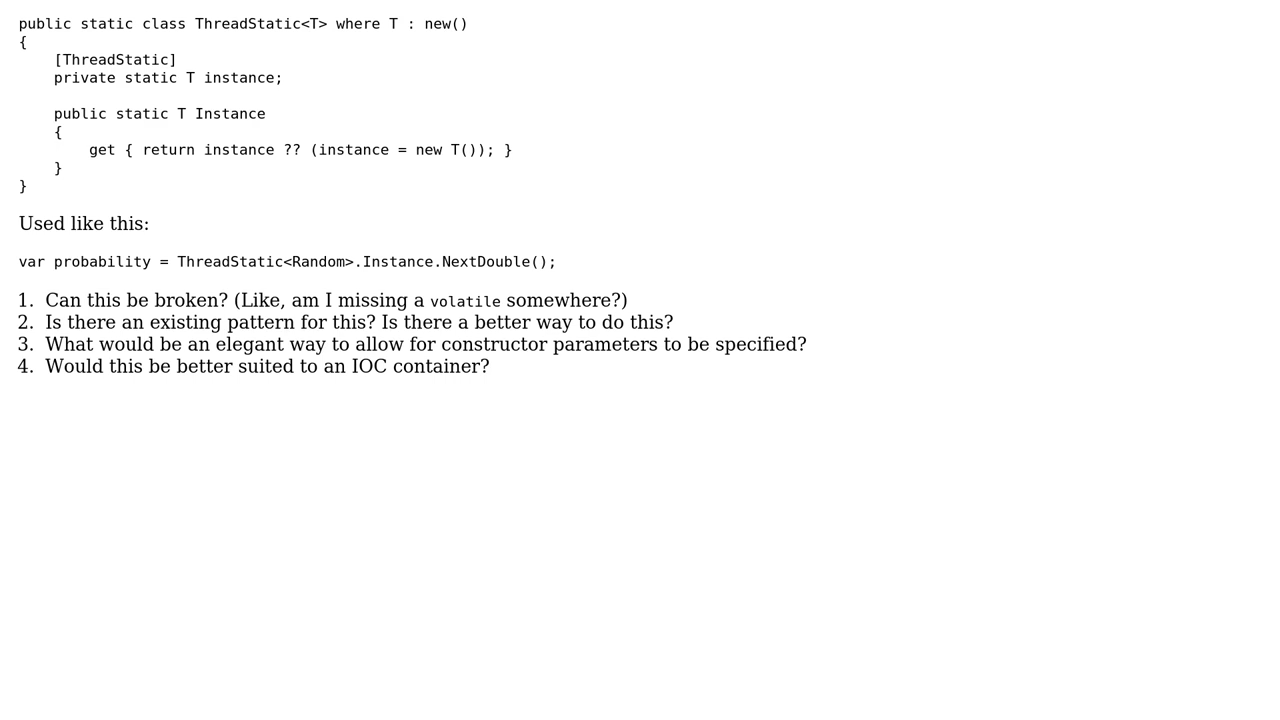 public static class ThreadStatic<T> where T : new()
{
    [ThreadStatic]
    private static T instance;

    public static T Instance
    {
        get { return instance ?? (instance = new T()); }
    }
}
Used like this:
var probability = ThreadStatic<Random>.Instance.NextDouble();
1. Can this be broken? (Like, am I missing a volatile somewhere?)
2. Is there an existing pattern for this? Is there a better way to do this?
3. What would be an elegant way to allow for constructor parameters to be specified?
4. Would this be better suited to an IOC container?